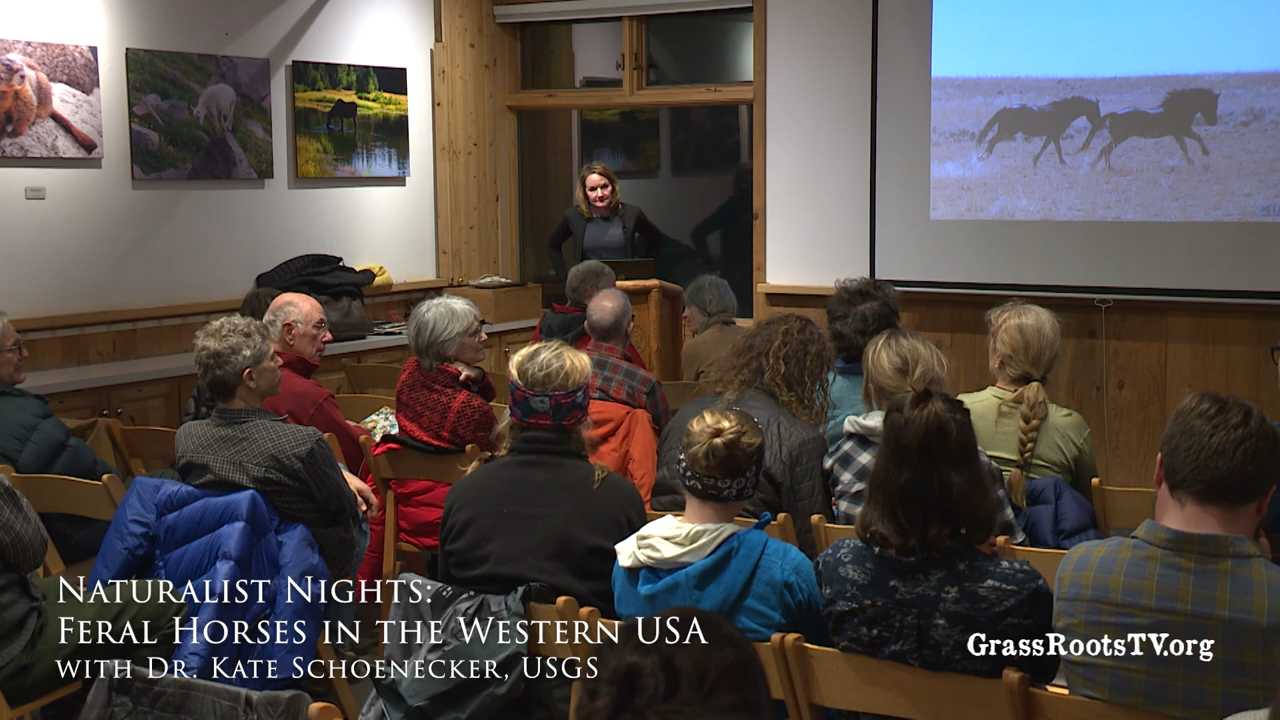 Naturalist Nights:
Feral Horses in the Western USA
with Dr. Kate Schoenecker, USGS
GrassRootsTV.org